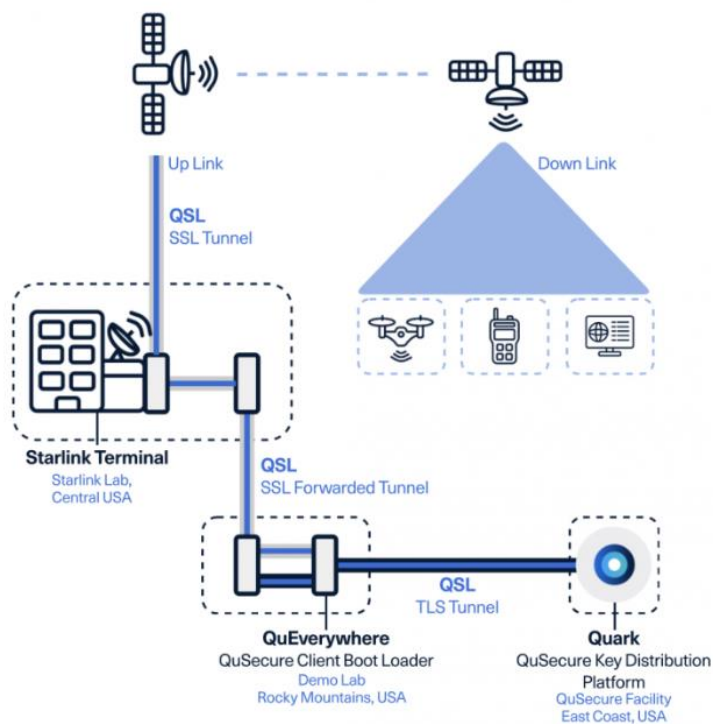 Up Link
Down Link
QSL
SSL Tunnel
Starlink Terminal
Starlink Lab,
Central USA
QSL
SSL Forwarded Tunnel
QSL
TLS Tunnel
QuEverywhere
QuSecure Client Boot Loader
Demo Lab
Rocky Mountains, USA
Quark
QuSecure Key Distribution
Platform
QuSecure Facility
East Coast, USA